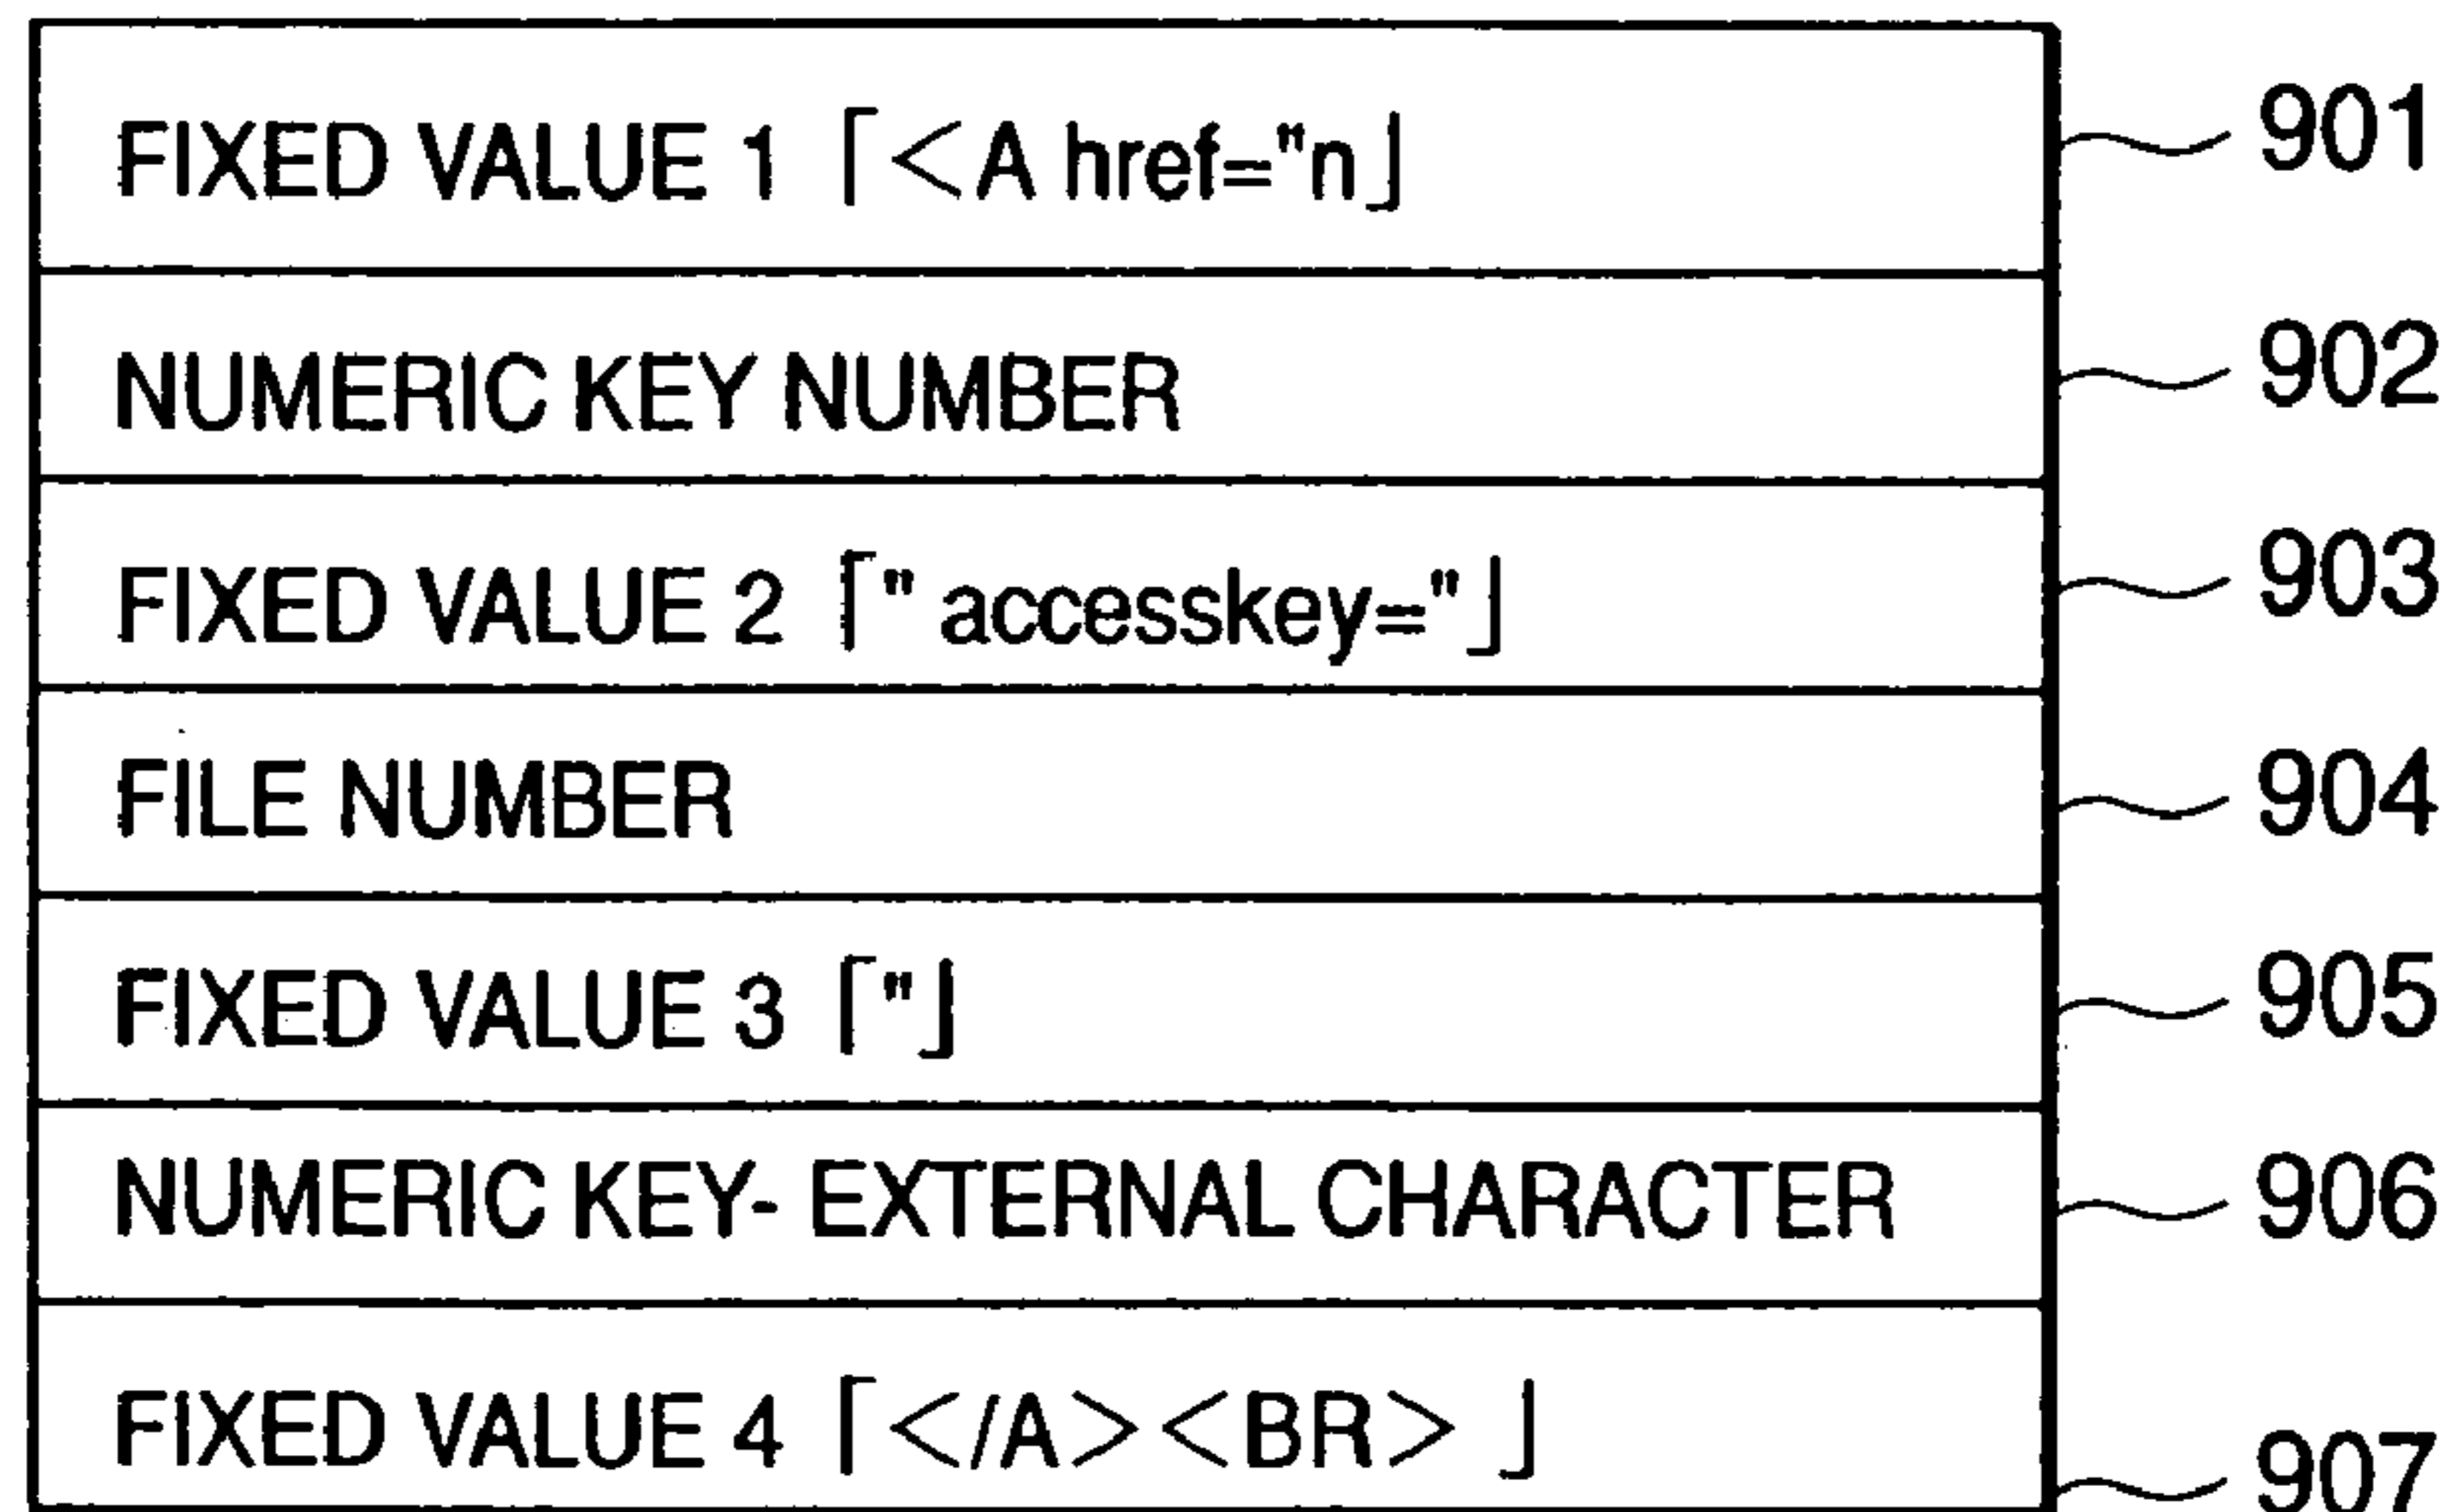 FIXED VALUE 1 ⌈<A href="n⌋ 901
NUMERIC KEY NUMBER 902
FIXED VALUE 2 ⌈" accesskey="⌋ 903
FILE NUMBER 904
FIXED VALUE 3 ⌈"⌋ 905
NUMERIC KEY- EXTERNAL CHARACTER 906
FIXED VALUE 4 ⌈</A><BR> ⌋ 907